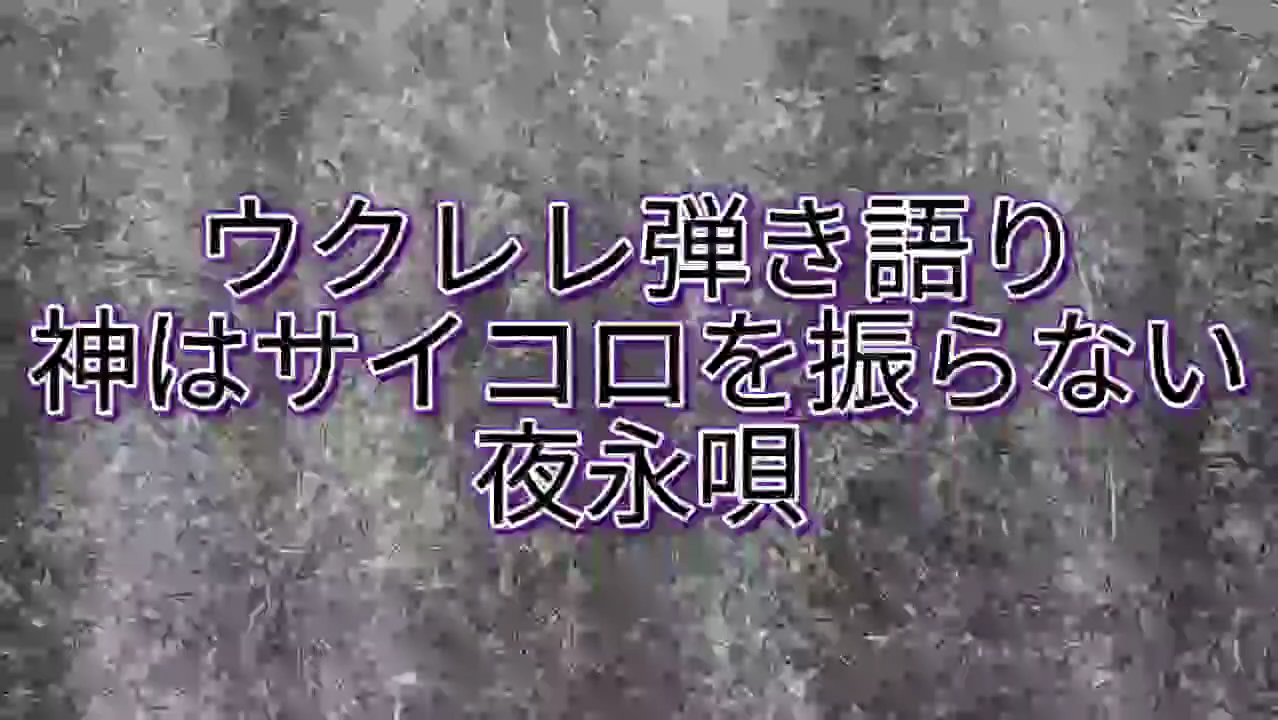 ウクレレ弾き語り
神はサイコロを振らない
夜永唄